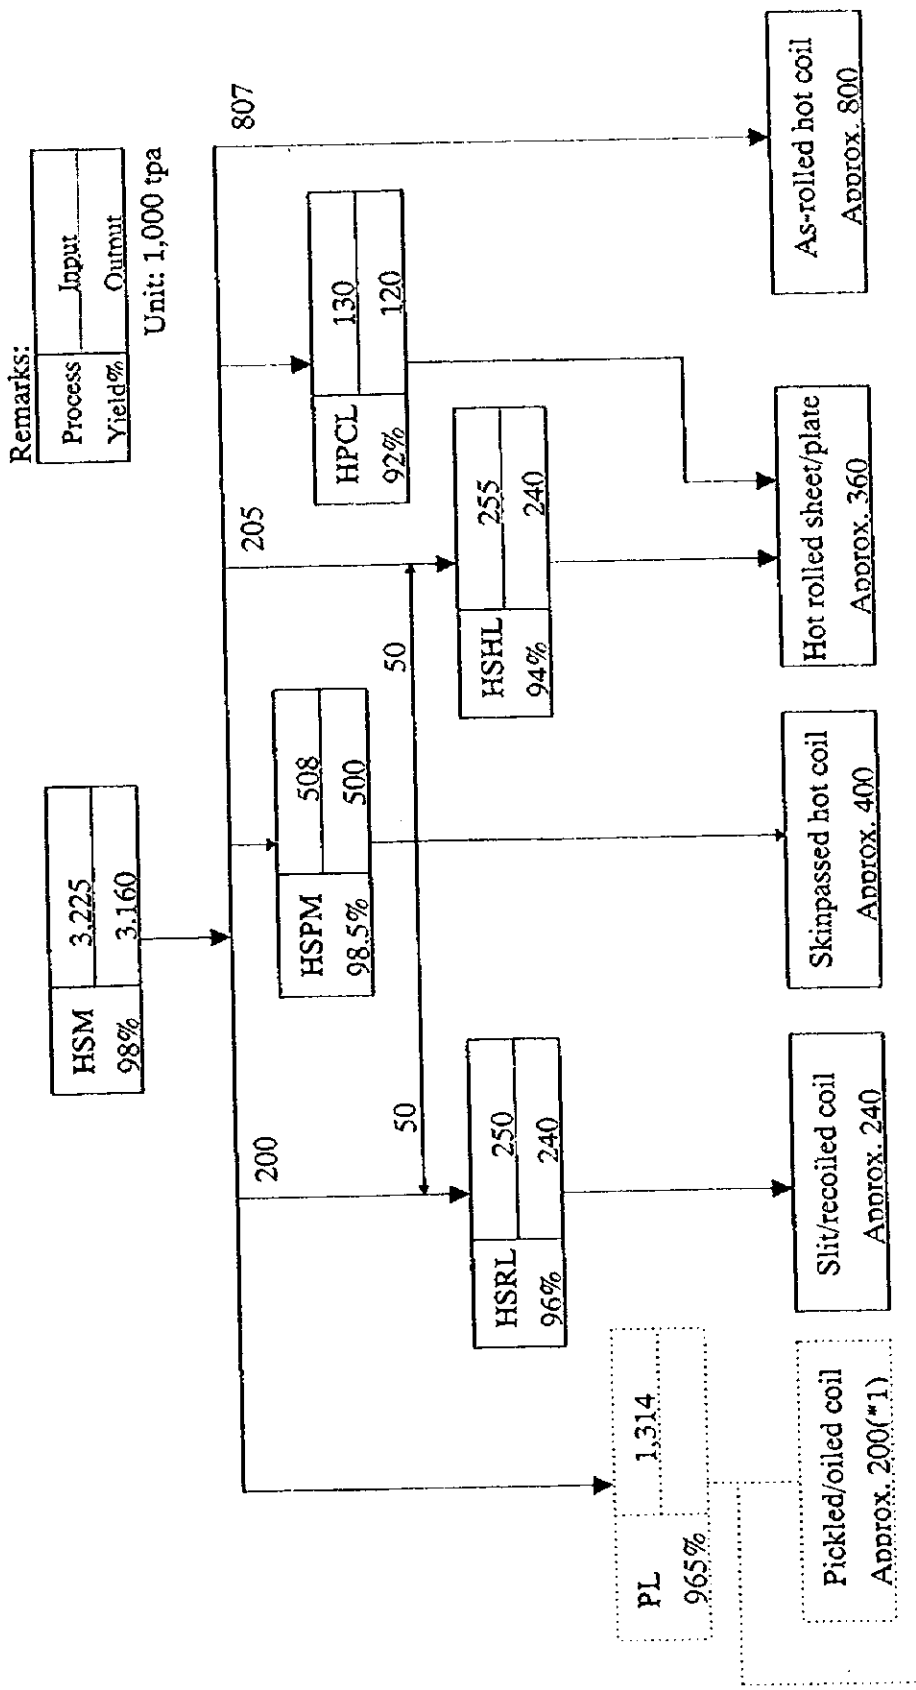 Remarks:
Process Input
Yield% Output
Unit: 1,000 tpa
HSM 3,225
98% 3.160
200
205
807
HSPM 508
98.5% 500
HPCL 130
92% 120
50
50
HSRL 250
96% 240
HSHL 255
94% 240
PL 1,314
965%
Pickled/oiled coil
Approx. 200(*1)
Slit/recoiled coil
Approx. 240
Skinpassed hot coil
Approx. 400
Hot rolled sheet/plate
Approx. 360
As-rolled hot coil
Approx. 800